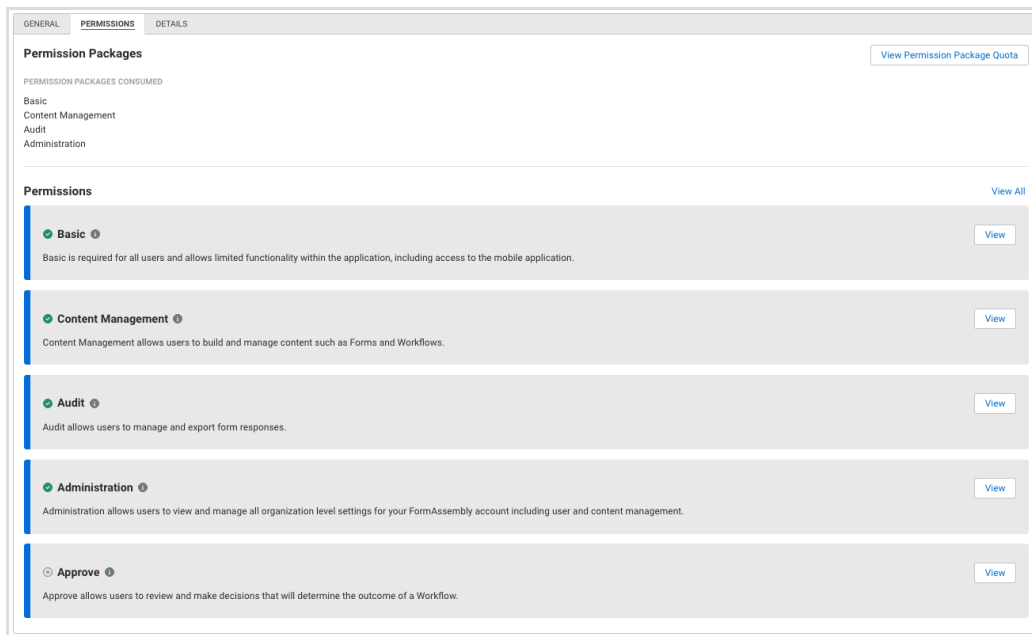 GENERAL
PERMISSIONS
DETAILS
Permission Packages
View Permission Package Quota
PERMISSION PACKAGES CONSUMED
Basic
Content Management
Audit
Administration
Permissions
View All
Basic
View
Basic is required for all users and allows limited functionality within the application, including access to the mobile application.
Content Management
View
Content Management allows users to build and manage content such as Forms and Workflows.
Audit
View
Audit allows users to manage and export form responses.
Administration
View
Administration allows users to view and manage all organization level settings for your FormAssembly account including user and content management.
Approve
View
Approve allows users to review and make decisions that will determine the outcome of a Workflow.